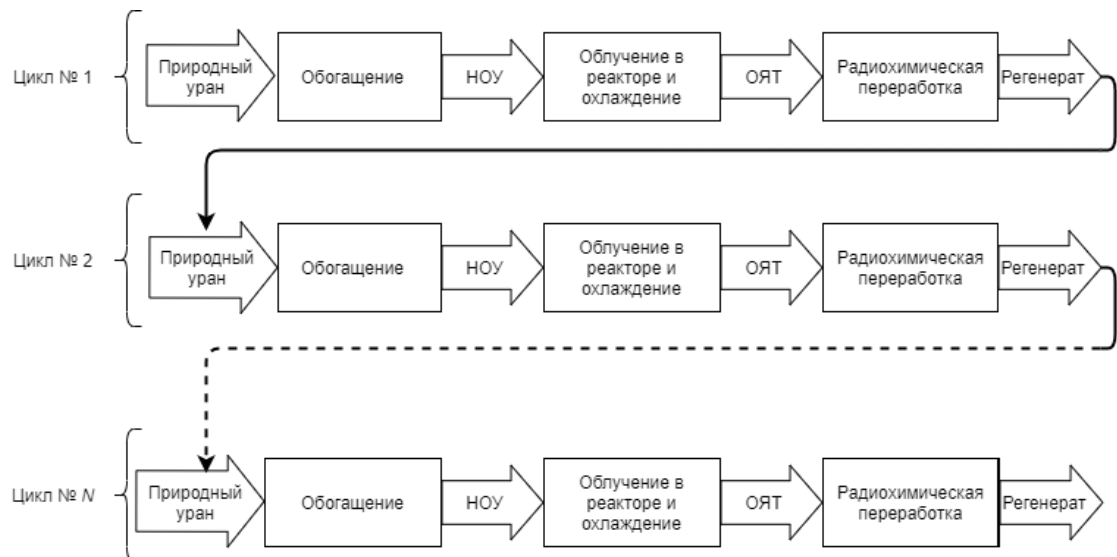 Цикл № 1
Природный
уран
Обогащение
НОУ
Облучение в
реакторе и
охлаждение
ОЯТ
Радиохимическая
переработка
Регенерат
Цикл № 2
Природный
уран
Обогащение
НОУ
Облучение в
реакторе и
охлаждение
ОЯТ
Радиохимическая
переработка
Регенерат
Цикл № N
Природный
уран
Обогащение
НОУ
Облучение в
реакторе и
охлаждение
ОЯТ
Радиохимическая
переработка
Регенерат